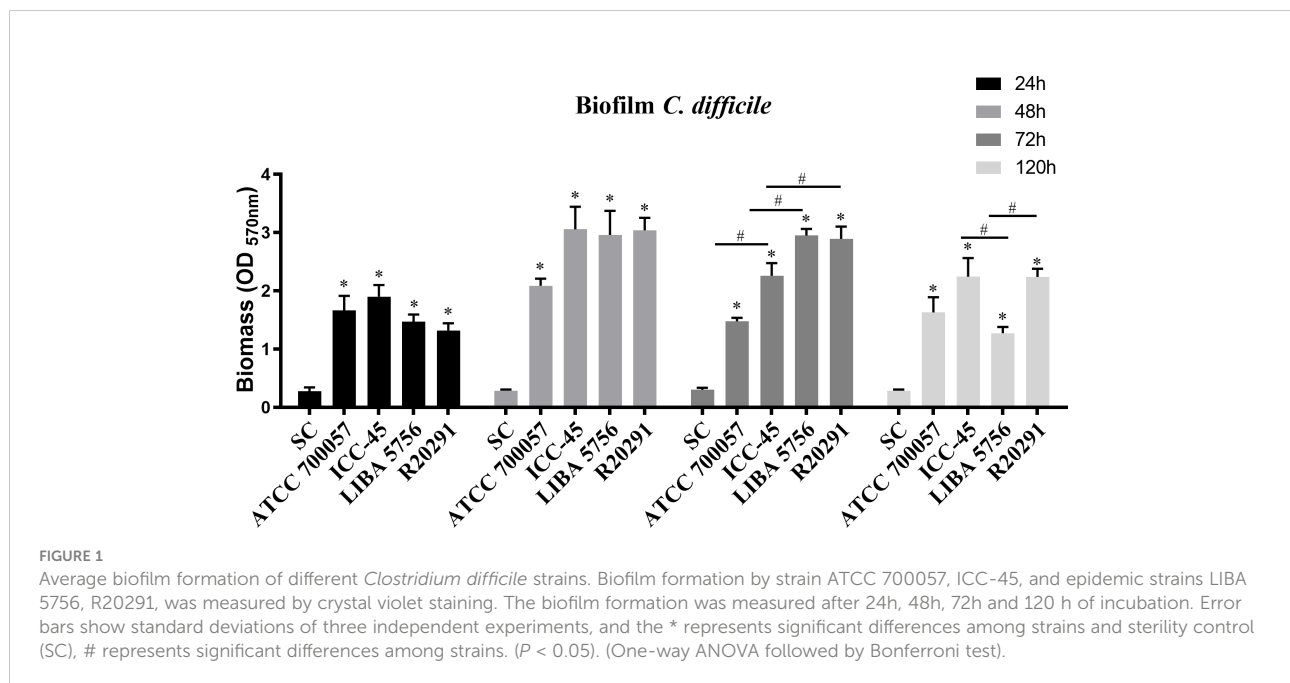 24h
48h
72h
120h
Biofilm C. difficile
Biomass (OD 570nm)
4
3
2
1
0
* * * *
* * * *
# # #
* * * *
# #
* * * *
SC
ATCC 700057
ICC-45
LIBA 5756
R20291
SC
ATCC 700057
ICC-45
LIBA 5756
R20291
SC
ATCC 700057
ICC-45
LIBA 5756
R20291
SC
ATCC 700057
ICC-45
LIBA 5756
R20291
FIGURE 1
Average biofilm formation of different Clostridium difficile strains. Biofilm formation by strain ATCC 700057, ICC-45, and epidemic strains LIBA
5756, R20291, was measured by crystal violet staining. The biofilm formation was measured after 24h, 48h, 72h and 120 h of incubation. Error
bars show standard deviations of three independent experiments, and the * represents significant differences among strains and sterility control
(SC), # represents significant differences among strains. (P < 0.05). (One-way ANOVA followed by Bonferroni test).